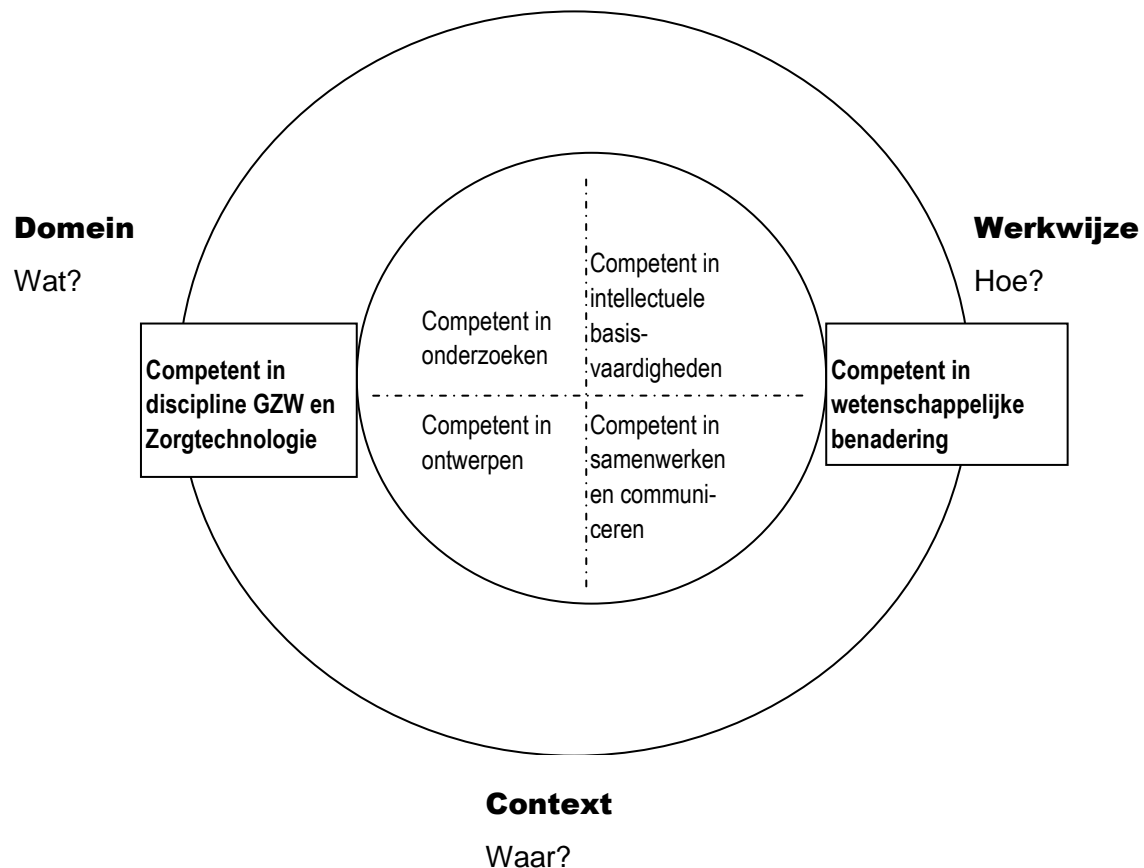 Domein
Wat?
Werkwijze
Hoe?
Competent in
onderzoeken
Competent in
intellectuele
basis-
vaardigheden
Competent in
discipline GZW en
Zorgtechnologie
Competent in
wetenschappelijke
benadering
Competent in
ontwerpen
Competent in
samenwerken
en communi-
ceren
Context
Waar?